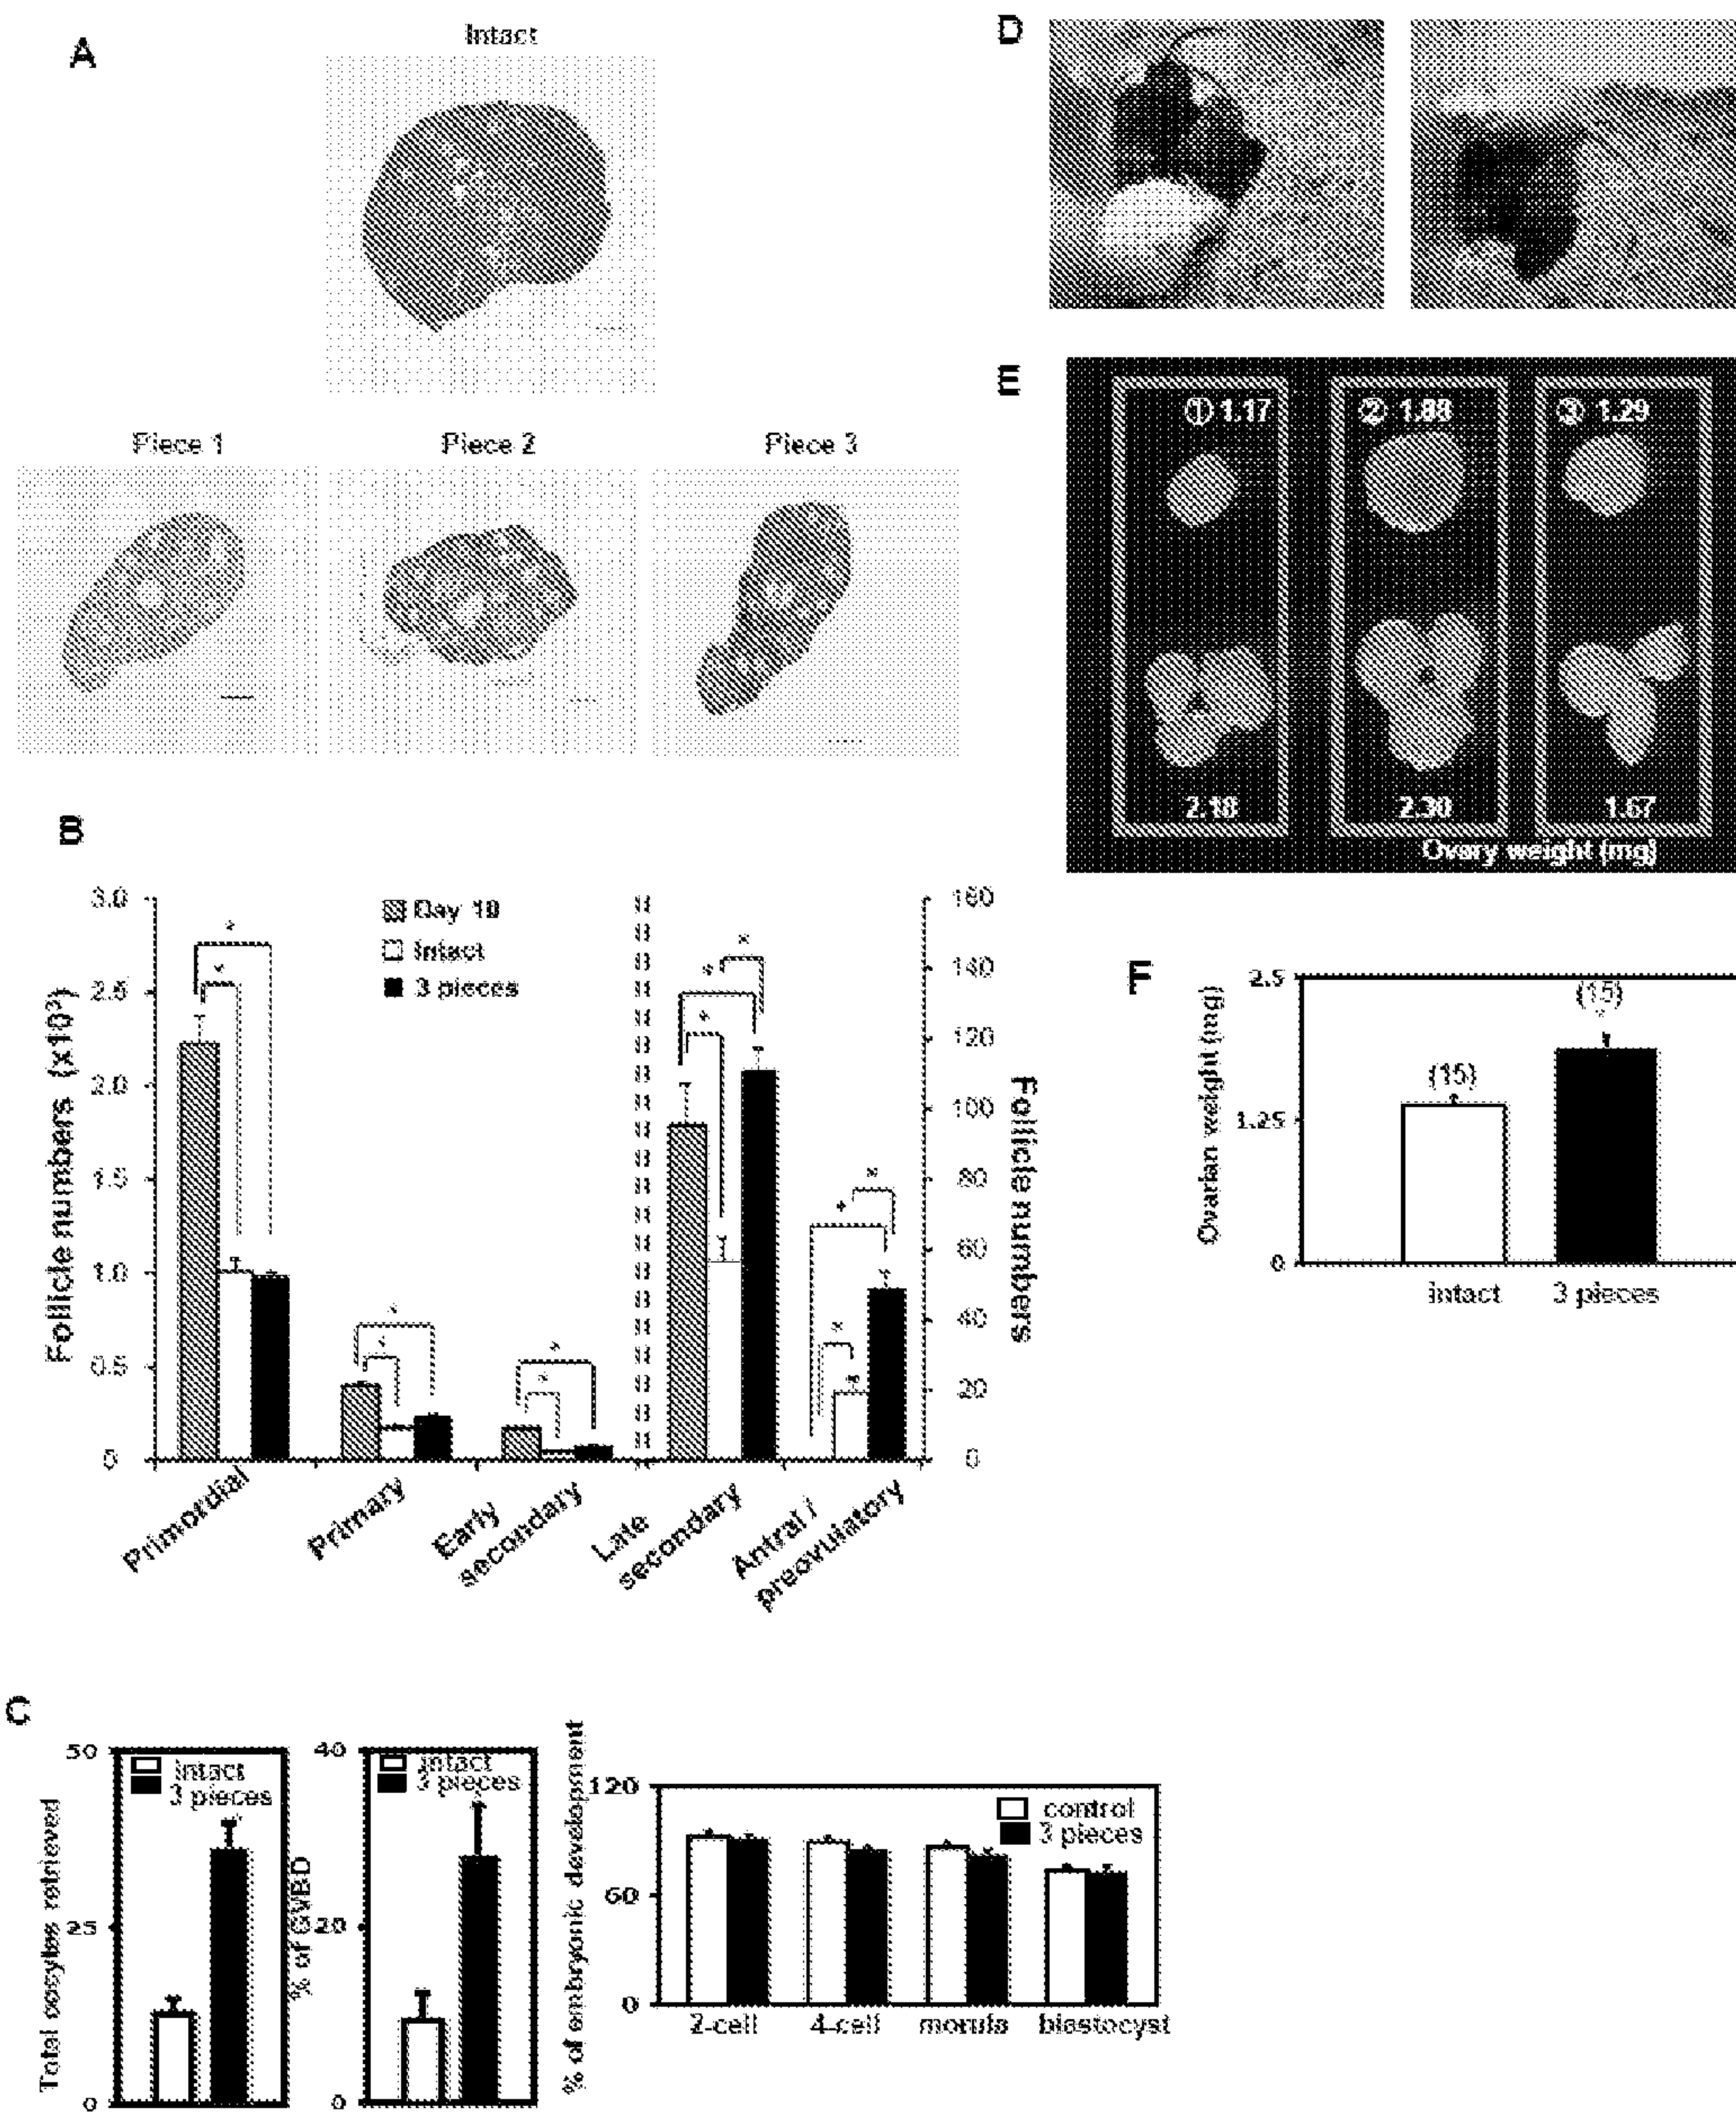 A
Intact
Piece 1
Piece 2
Piece 3
B
Follicle numbers (x10³)
3.0
2.5
2.0
1.5
1.0
0.5
0
Day 10
Intact
3 pieces
160
140
120
100
80
60
40
20
0
Follicle numbers
Primordial
Primary
Early secondary
Late secondary
Antral / preovulatory
C
Total oocytes retrieved
50
25
0
intact
3 pieces
% of GVBD
40
20
0
intact
3 pieces
% of embryonic development
120
60
0
control
3 pieces
2-cell
4-cell
morula
blastocyst
D
E
① 1.17
② 1.88
③ 1.29
2.18
2.30
1.67
Ovary weight (mg)
F
Ovarian weight (mg)
2.5
1.25
0
(15)
(15)
*
intact
3 pieces